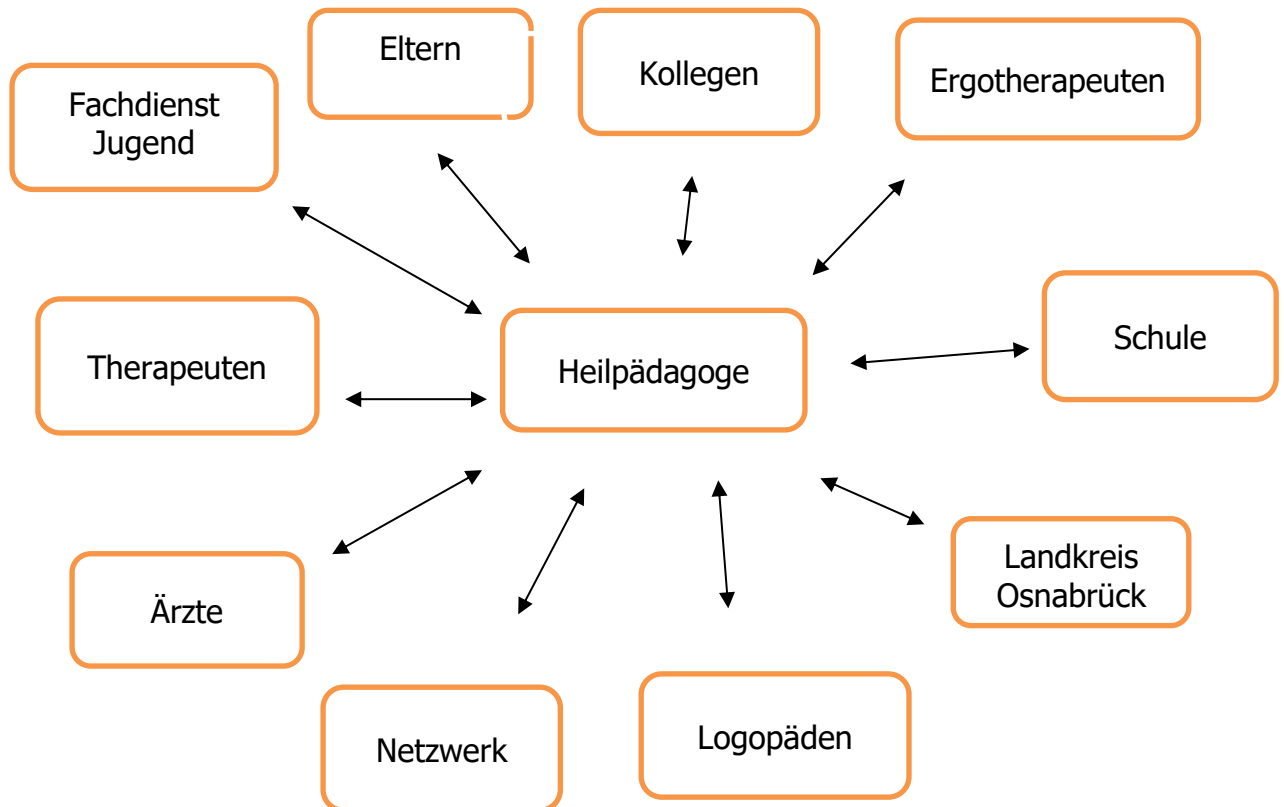 Eltern
Kollegen
Ergotherapeuten
Fachdienst
Jugend
Schule
Therapeuten
Heilpädagoge
Landkreis
Osnabrück
Ärzte
Netzwerk
Logopäden